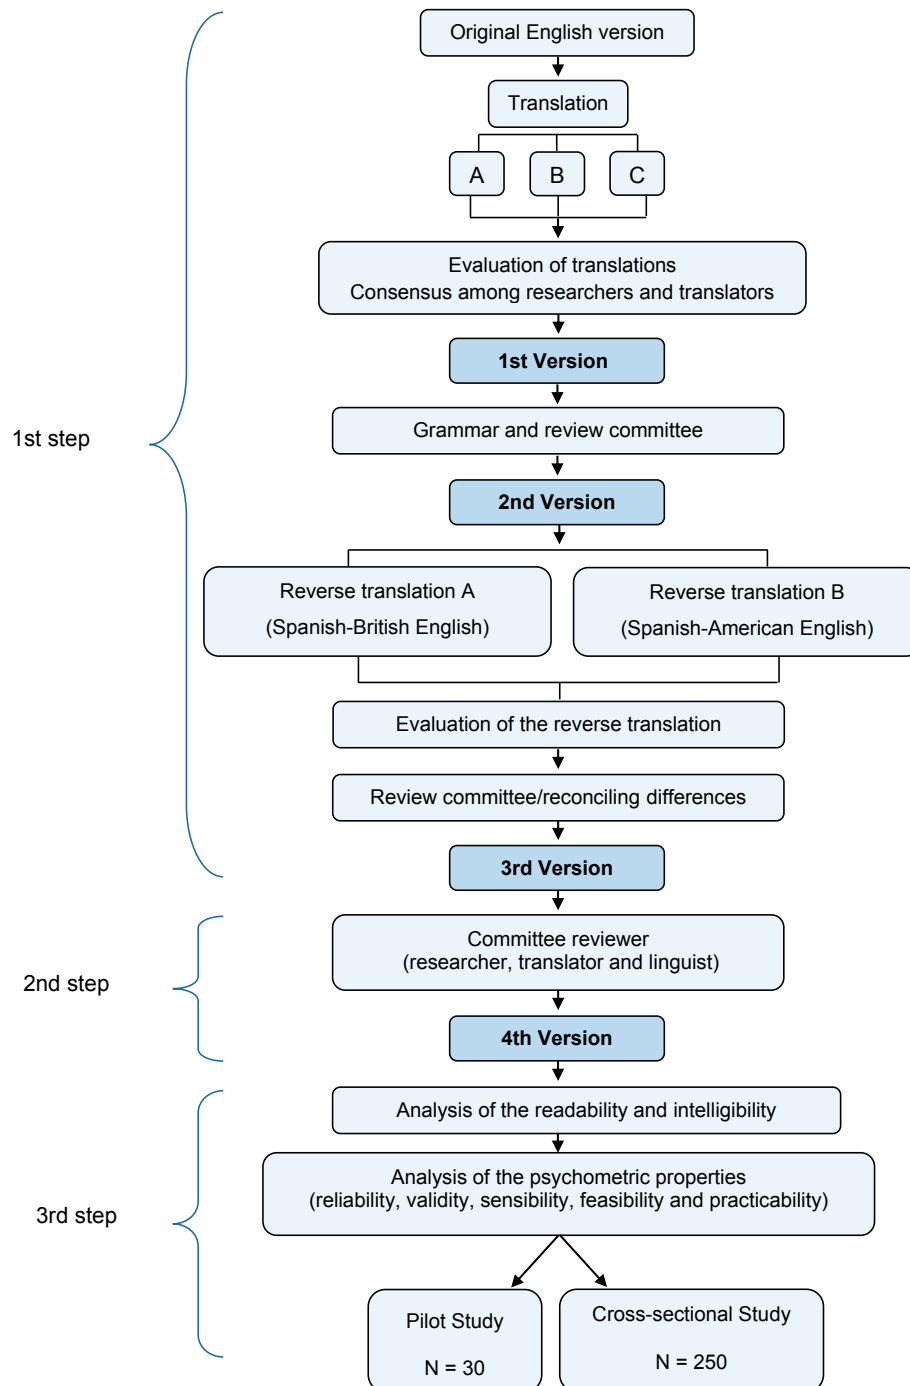 Original English version
Translation
A
B
C
Evaluation of translations
Consensus among researchers and translators
1st Version
Grammar and review committee
1st step
2nd Version
Reverse translation A
(Spanish-British English)
Reverse translation B
(Spanish-American English)
Evaluation of the reverse translation
Review committee/reconciling differences
3rd Version
Committee reviewer
(researcher, translator and linguist)
2nd step
4th Version
Analysis of the readability and intelligibility
Analysis of the psychometric properties
(reliability, validity, sensibility, feasibility and practicability)
3rd step
Pilot Study
N = 30
Cross-sectional Study
N = 250